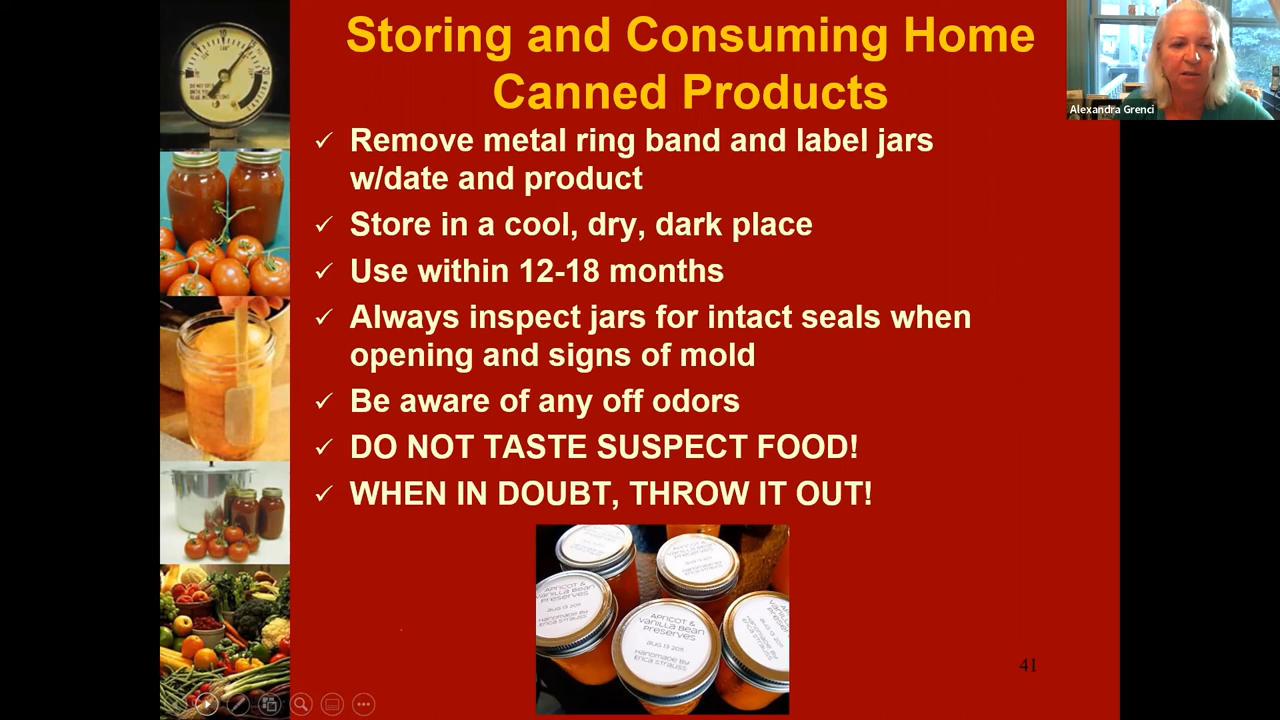 Storing and Consuming Home
Canned Products
Alexandra Grenci
✓ Remove metal ring band and label jars
w/date and product
✓ Store in a cool, dry, dark place
✓ Use within 12-18 months
✓ Always inspect jars for intact seals when
opening and signs of mold
✓ Be aware of any off odors
✓ DO NOT TASTE SUSPECT FOOD!
✓ WHEN IN DOUBT, THROW IT OUT!
APRICOT &
VANILLA BEAN
PRESERVES
AUG 13 2011
Handmade By
Erica Strauss
41